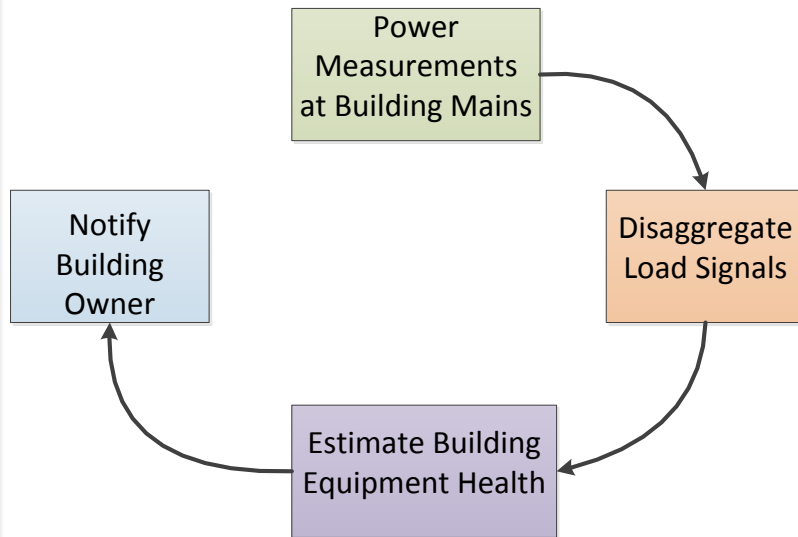 Power
Measurements
at Building Mains
Disaggregate
Load Signals
Estimate Building
Equipment Health
Notify
Building
Owner